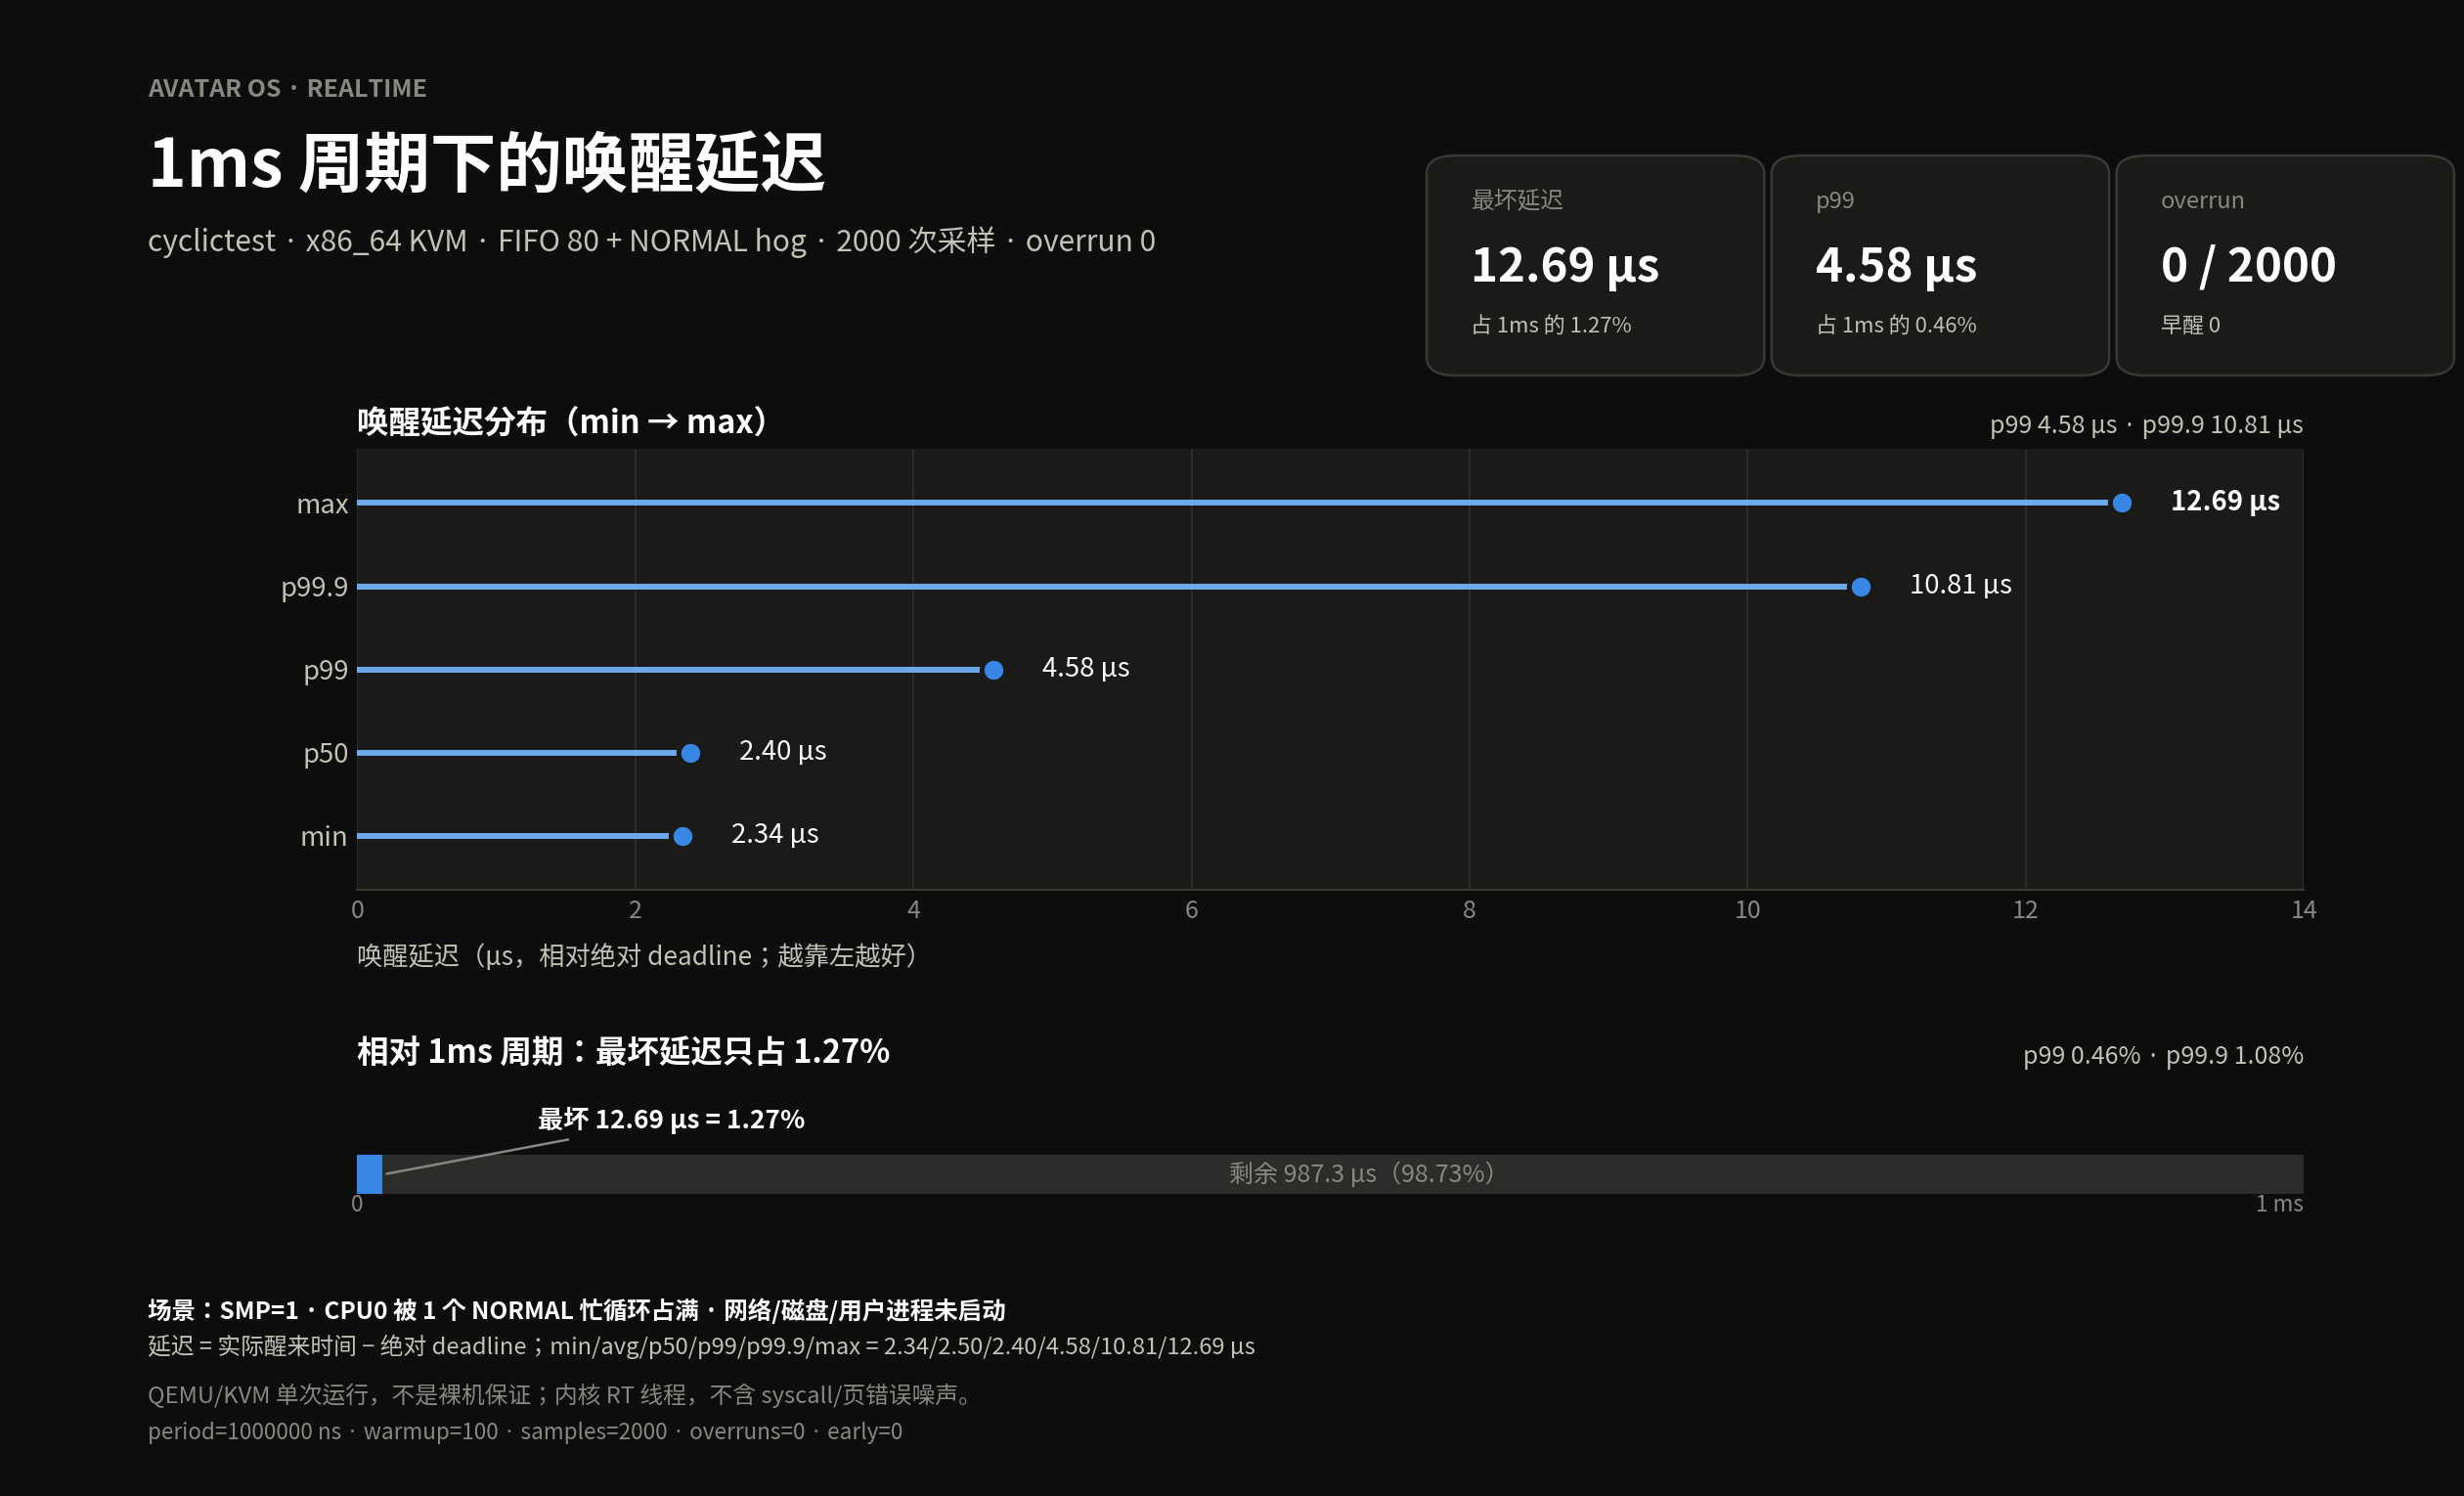 AVATAR OS · REALTIME
1ms 周期下的唤醒延迟
cyclictest · x86_64 KVM · FIFO 80 + NORMAL hog · 2000 次采样 · overrun 0
最坏延迟
12.69 µs
占 1ms 的 1.27%
p99
4.58 µs
占 1ms 的 0.46%
overrun
0 / 2000
早醒 0
唤醒延迟分布（min → max）
p99 4.58 µs · p99.9 10.81 µs
max
12.69 µs
p99.9
10.81 µs
p99
4.58 µs
p50
2.40 µs
min
2.34 µs
0 2 4 6 8 10 12 14
唤醒延迟（µs，相对绝对 deadline；越靠左越好）
相对 1ms 周期：最坏延迟只占 1.27%
p99 0.46% · p99.9 1.08%
最坏 12.69 µs = 1.27%
剩余 987.3 µs（98.73%）
0
1 ms
场景：SMP=1 · CPU0 被 1 个 NORMAL 忙循环占满 · 网络/磁盘/用户进程未启动
延迟 = 实际醒来时间 − 绝对 deadline；min/avg/p50/p99/p99.9/max = 2.34/2.50/2.40/4.58/10.81/12.69 µs
QEMU/KVM 单次运行，不是裸机保证；内核 RT 线程，不含 syscall/页错误噪声。
period=1000000 ns · warmup=100 · samples=2000 · overruns=0 · early=0